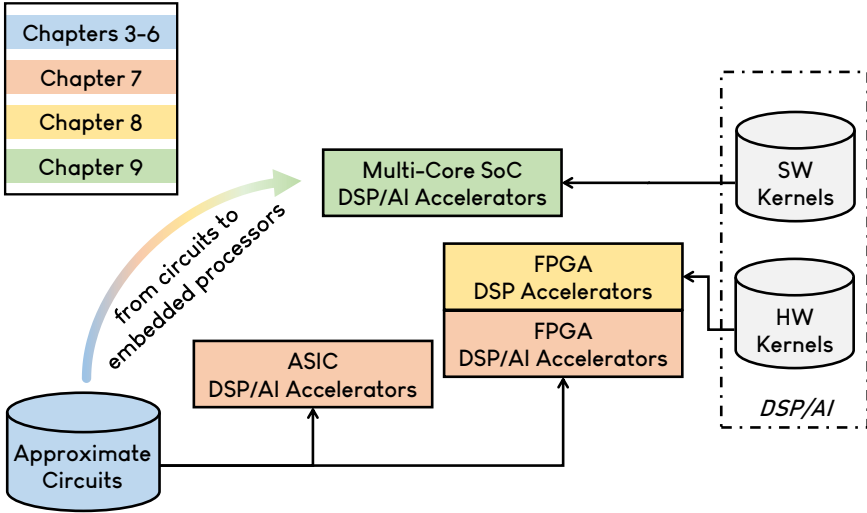 Chapters 3-6
Chapter 7
Chapter 8
Chapter 9
from circuits to
embedded processors
Multi-Core SoC
DSP/AI Accelerators
SW
Kernels
FPGA
DSP Accelerators
FPGA
DSP/AI Accelerators
HW
Kernels
DSP/AI
ASIC
DSP/AI Accelerators
Approximate
Circuits